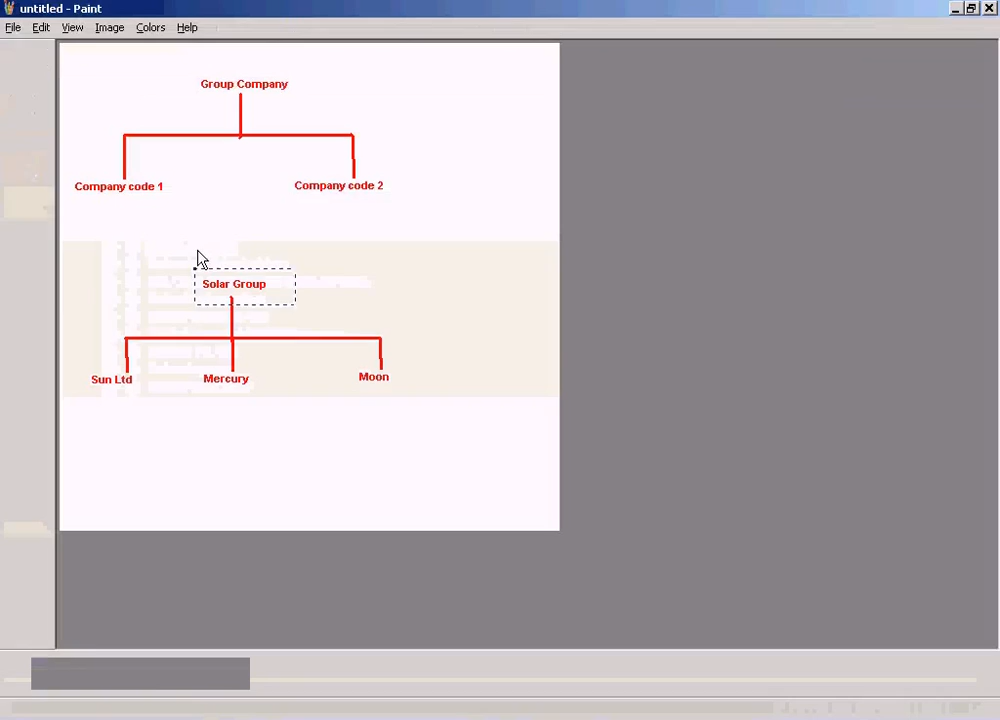 untitled - Paint
File Edit View Image Colors Help
Group Company
Company code 1 Company code 2
Solar Group
Sun Ltd Mercury Moon